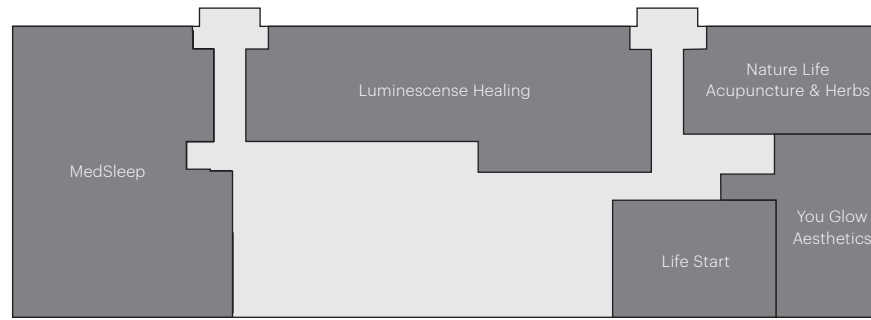 Nature Life
Acupuncture & Herbs
Luminescense Healing
MedSleep
You Glow
Aesthetics
Life Start